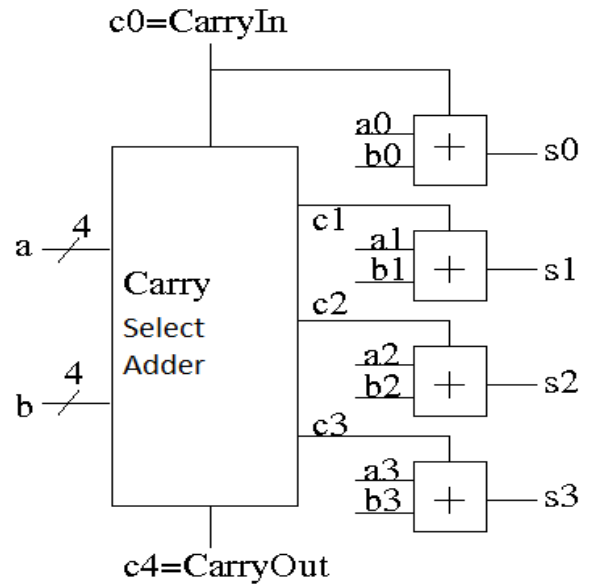 c0=CarryIn
a0
b0
+
s0
c1
a1
b1
+
s1
a
4
Carry
Select
Adder
c2
a2
b2
+
s2
b
4
c3
a3
b3
+
s3
c4=CarryOut